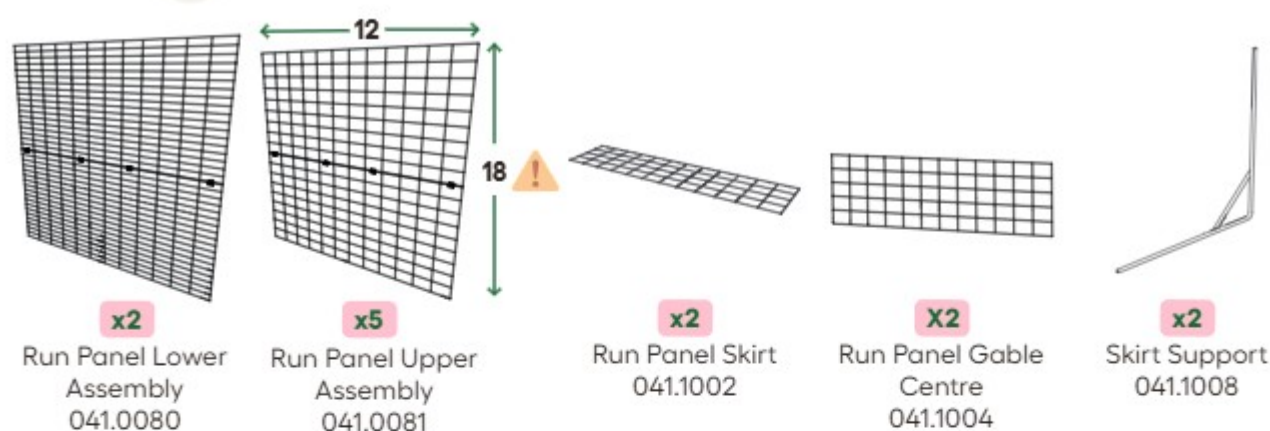 12
18
x2
Run Panel Lower
Assembly
041.0080
x5
Run Panel Upper
Assembly
041.0081
x2
Run Panel Skirt
041.1002
X2
Run Panel Gable
Centre
041.1004
x2
Skirt Support
041.1008